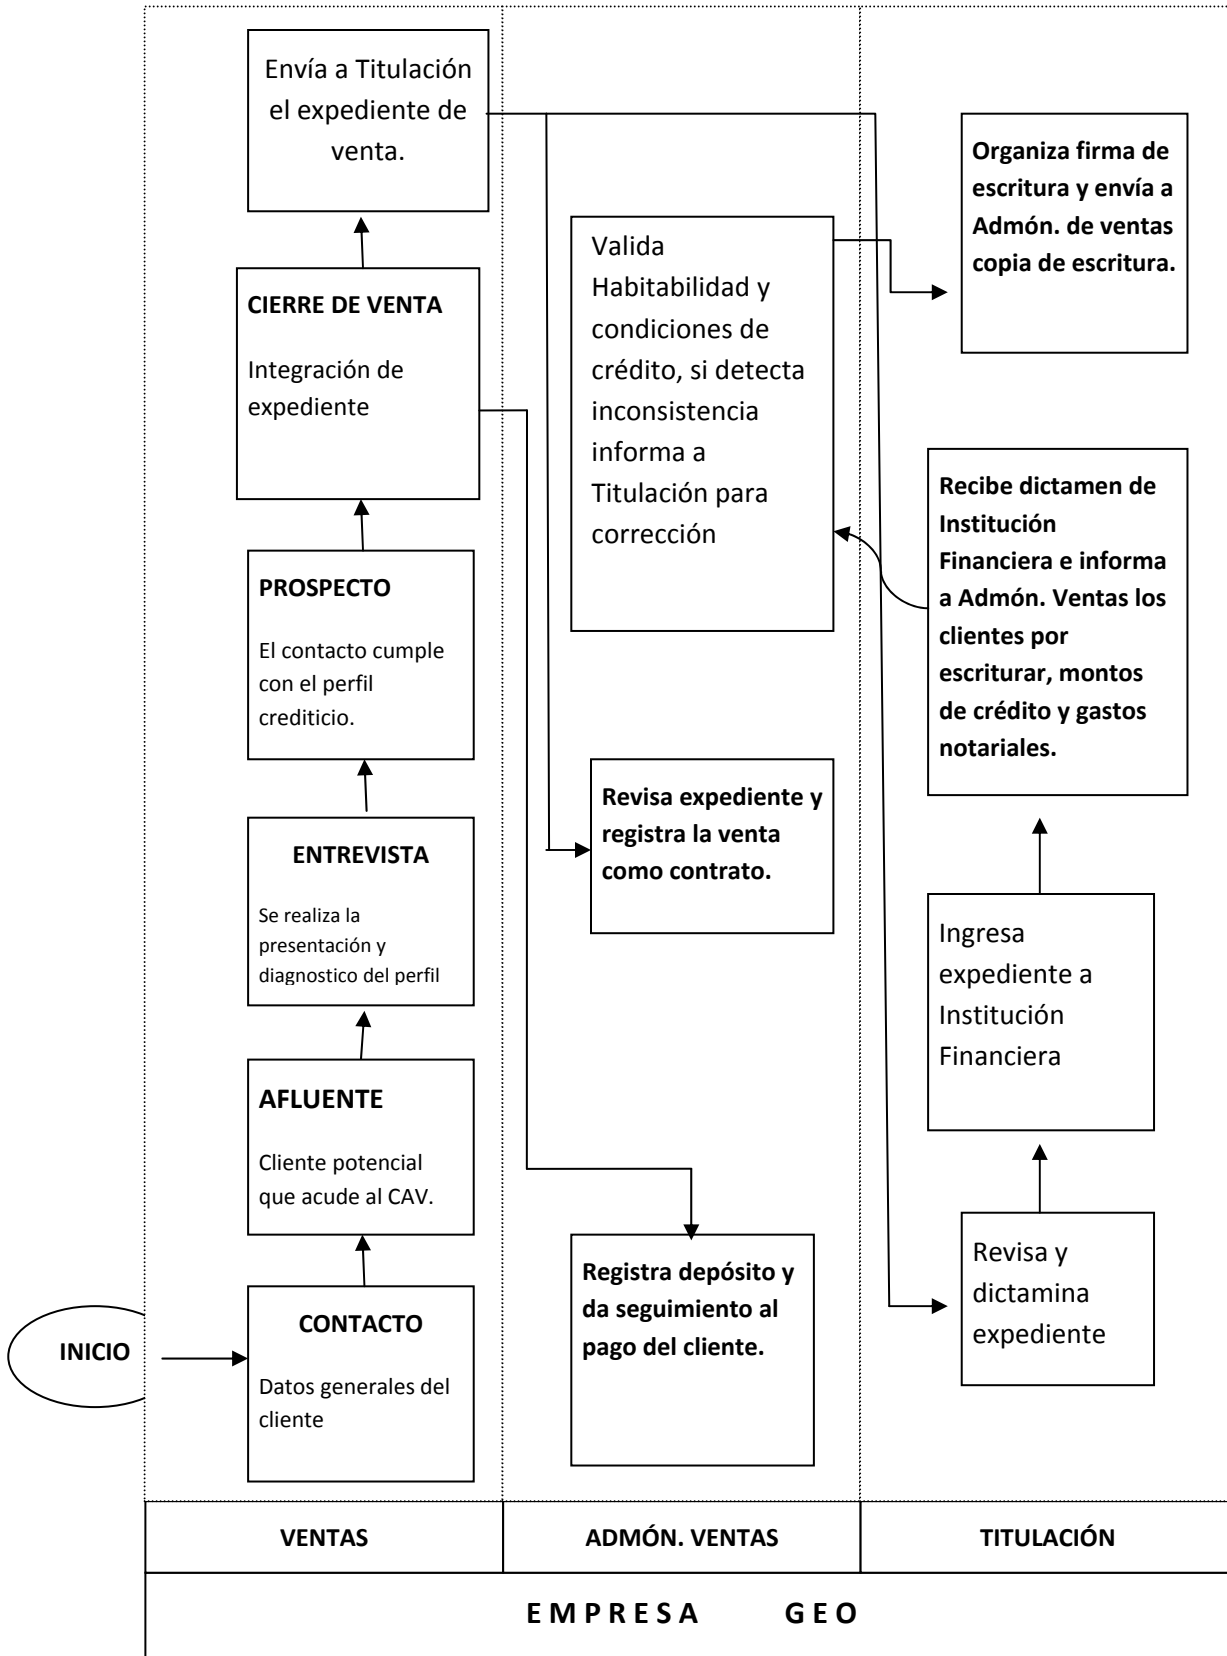 Envía a Titulación
el expediente de
venta.
CIERRE DE VENTA
Integración de
expediente
PROSPECTO
El contacto cumple
con el perfil
crediticio.
ENTREVISTA
Se realiza la
presentación y
diagnostico del perfil
AFLUENTE
Cliente potencial
que acude al CAV.
INICIO
CONTACTO
Datos generales del
cliente
Valida
Habitabilidad y
condiciones de
crédito, si detecta
inconsistencia
informa a
Titulación para
corrección
Revisa expediente y
registra la venta
como contrato.
Registra depósito y
da seguimiento al
pago del cliente.
Organiza firma de
escritura y envía a
Admón. de ventas
copia de escritura.
Recibe dictamen de
Institución
Financiera e informa
a Admón. Ventas los
clientes por
escriturar, montos
de crédito y gastos
notariales.
Ingresa
expediente a
Institución
Financiera
Revisa y
dictamina
expediente
VENTAS
ADMÓN. VENTAS
TITULACIÓN
EMPRESA GEO